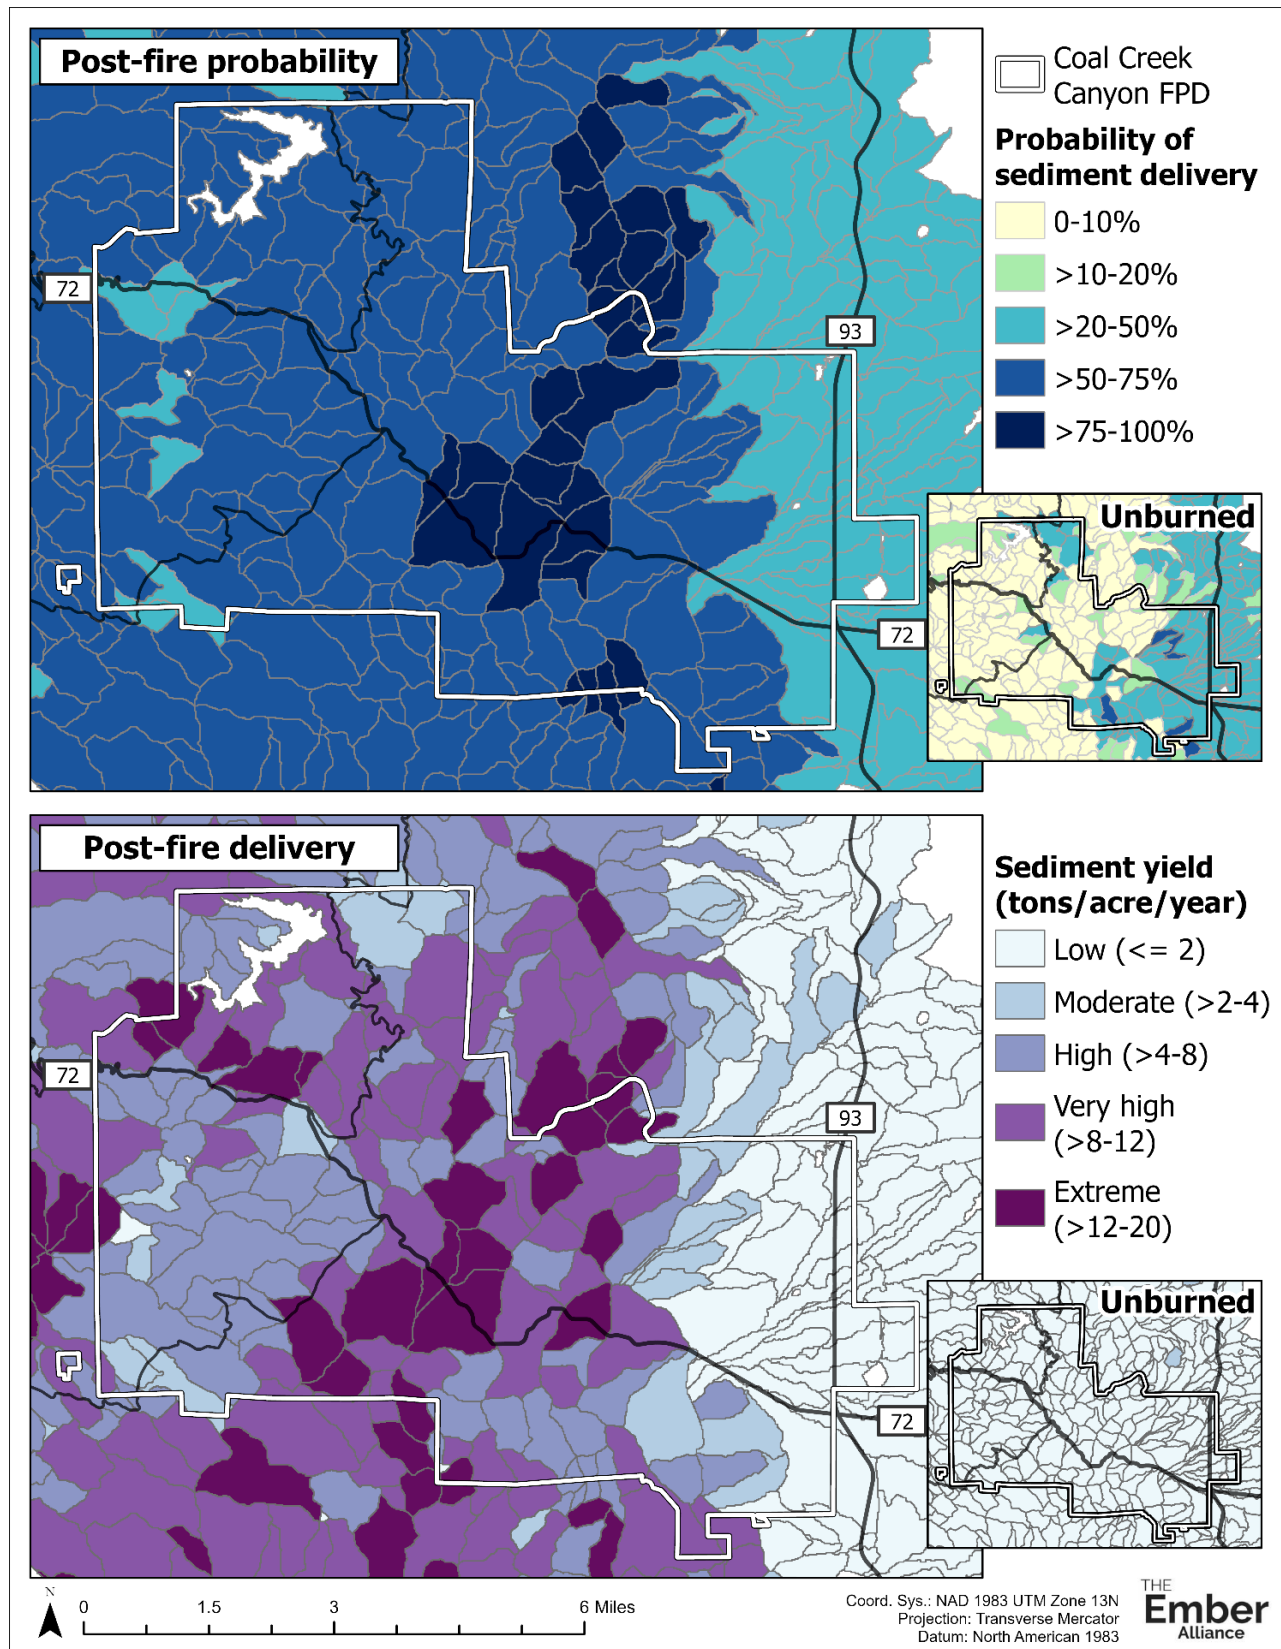 Post-fire probability
72
93
72
Coal Creek
Canyon FPD
Probability of
sediment delivery
0-10%
>10-20%
>20-50%
>50-75%
>75-100%
Unburned
Post-fire delivery
72
93
72
Sediment yield
(tons/acre/year)
Low (<= 2)
Moderate (>2-4)
High (>4-8)
Very high
(>8-12)
Extreme
(>12-20)
Unburned
N
0 1.5 3 6 Miles
Coord. Sys.: NAD 1983 UTM Zone 13N
Projection: Transverse Mercator
Datum: North American 1983
THE
Ember
Alliance